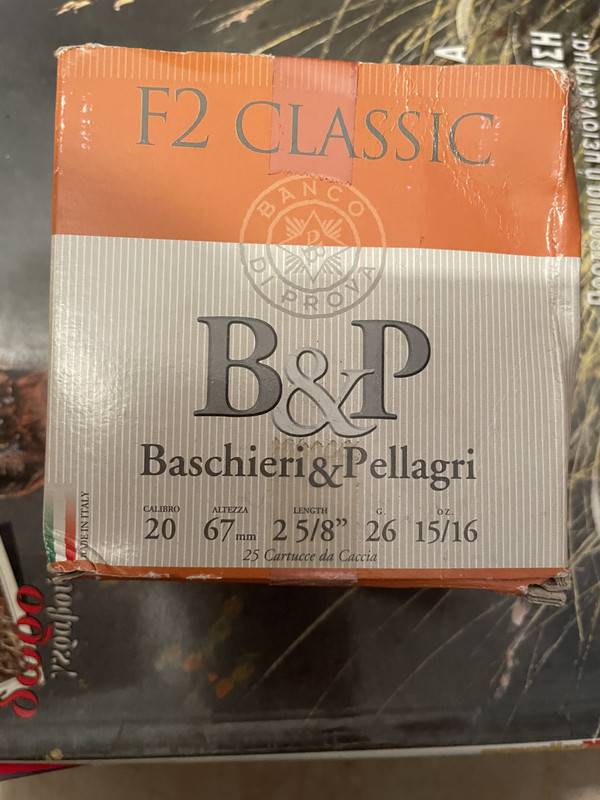 F2 CLASSIC
BANCO
DI PROVA
B&P
Baschieri&Pellagri
CALIBRO ALTEZZA LENGTH G. OZ.
20 67mm 2 5/8” 26 15/16
25 Cartucce da Caccia
MADE IN ITALY
δώρο